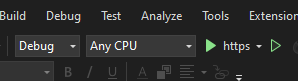 Build Debug Test Analyze Tools Extension
Debug Any CPU https
B U A